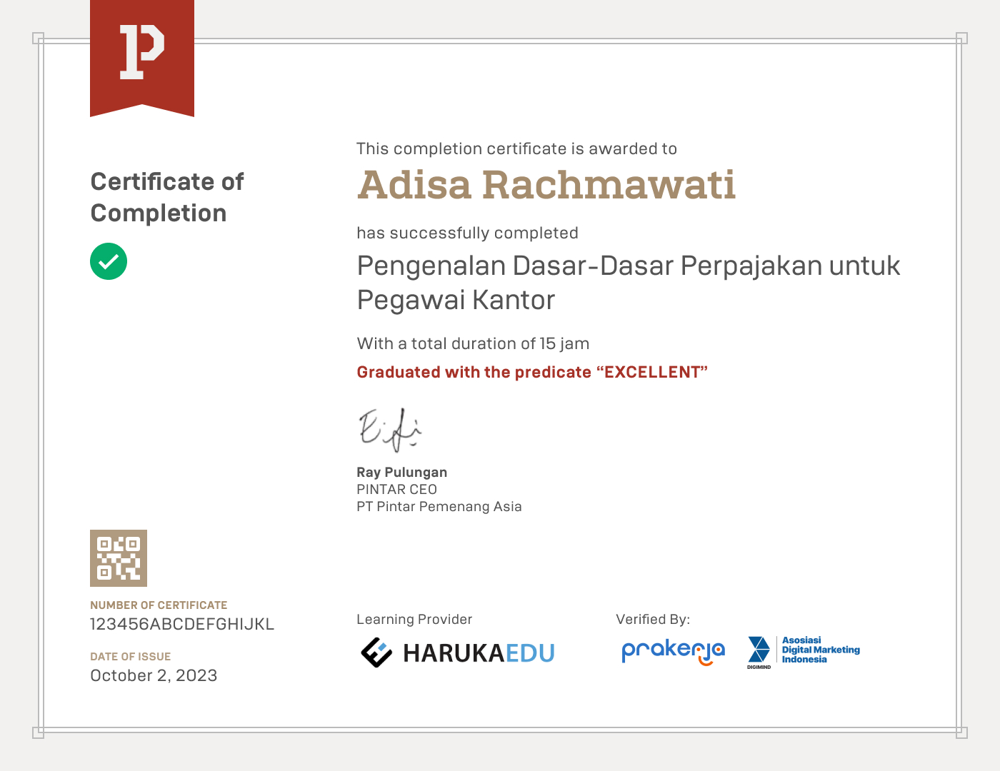 P
Certificate of
Completion
This completion certificate is awarded to
Adisa Rachmawati
has successfully completed
Pengenalan Dasar-Dasar Perpajakan untuk
Pegawai Kantor
With a total duration of 15 jam
Graduated with the predicate “EXCELLENT”
Ray Pulungan
PINTAR CEO
PT Pintar Pemenang Asia
NUMBER OF CERTIFICATE
123456ABCDEFGHIJKL
DATE OF ISSUE
October 2, 2023
Learning Provider
HARUKAEDU
Verified By:
prakerja
DIGIMIND
Asosiasi
Digital Marketing
Indonesia